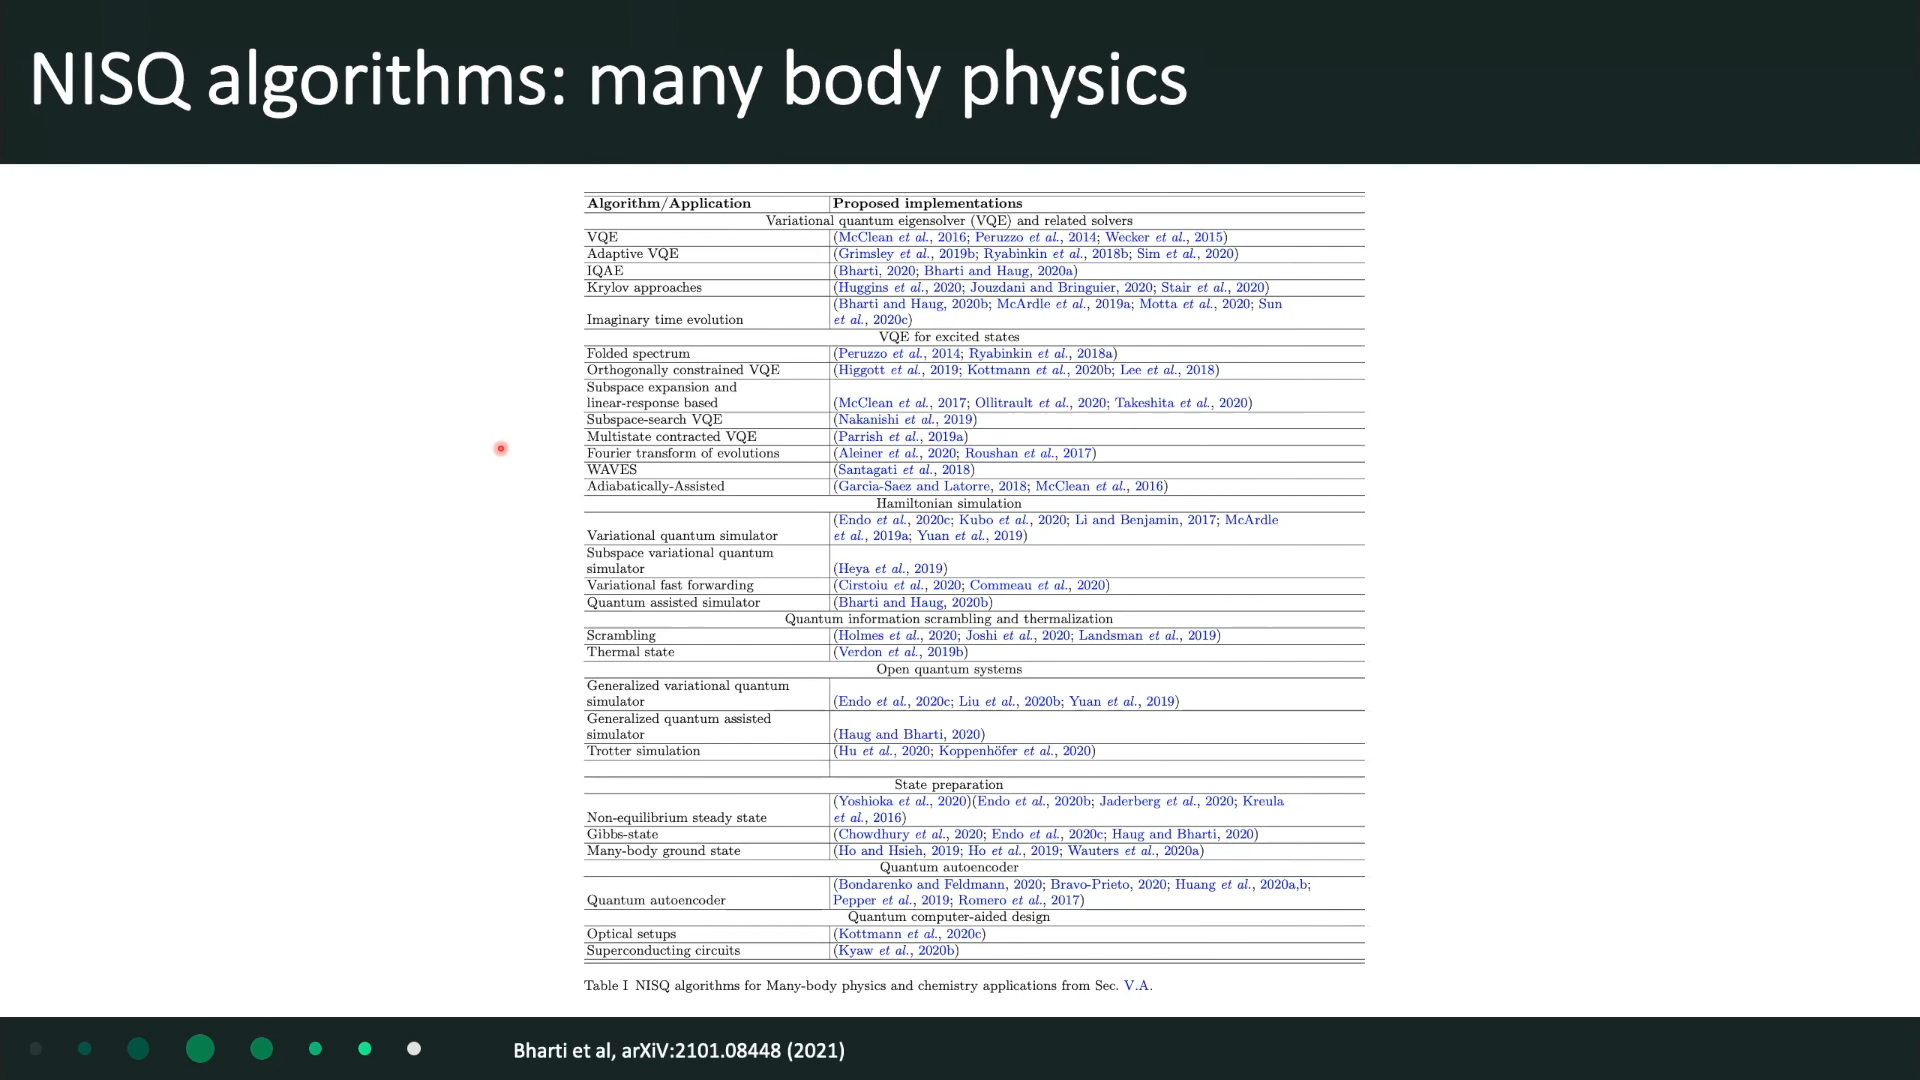 NISQ algorithms: many body physics
Algorithm/Application Proposed implementations
Variational quantum eigensolver (VQE) and related solvers
VQE (McClean et al., 2016; Peruzzo et al., 2014; Wecker et al., 2015)
Adaptive VQE (Grimsley et al., 2019b; Ryabinkin et al., 2018b; Sim et al., 2020)
IQAE (Bharti, 2020; Bharti and Haug, 2020a)
Krylov approaches (Huggins et al., 2020; Jouzdani and Bringuier, 2020; Stair et al., 2020)
(Bharti and Haug, 2020b; McArdle et al., 2019a; Motta et al., 2020; Sun
Imaginary time evolution et al., 2020c)
VQE for excited states
Folded spectrum (Peruzzo et al., 2014; Ryabinkin et al., 2018a)
Orthogonally constrained VQE (Higgott et al., 2019; Kottmann et al., 2020b; Lee et al., 2018)
Subspace expansion and
linear-response based (McClean et al., 2017; Ollitrault et al., 2020; Takeshita et al., 2020)
Subspace-search VQE (Nakanishi et al., 2019)
Multistate contracted VQE (Parrish et al., 2019a)
Fourier transform of evolutions (Aleiner et al., 2020; Roushan et al., 2017)
WAVES (Santagati et al., 2018)
Adiabatically-Assisted (Garcia-Saez and Latorre, 2018; McClean et al., 2016)
Hamiltonian simulation
(Endo et al., 2020c; Kubo et al., 2020; Li and Benjamin, 2017; McArdle
Variational quantum simulator et al., 2019a; Yuan et al., 2019)
Subspace variational quantum
simulator (Heya et al., 2019)
Variational fast forwarding (Cirstoiu et al., 2020; Commeau et al., 2020)
Quantum assisted simulator (Bharti and Haug, 2020b)
Quantum information scrambling and thermalization
Scrambling (Holmes et al., 2020; Joshi et al., 2020; Landsman et al., 2019)
Thermal state (Verdon et al., 2019b)
Open quantum systems
Generalized variational quantum
simulator (Endo et al., 2020c; Liu et al., 2020b; Yuan et al., 2019)
Generalized quantum assisted
simulator (Haug and Bharti, 2020)
Trotter simulation (Hu et al., 2020; Koppenhöfer et al., 2020)
State preparation
(Yoshioka et al., 2020)(Endo et al., 2020b; Jaderberg et al., 2020; Kreula
Non-equilibrium steady state et al., 2016)
Gibbs-state (Chowdhury et al., 2020; Endo et al., 2020c; Haug and Bharti, 2020)
Many-body ground state (Ho and Hsieh, 2019; Ho et al., 2019; Wauters et al., 2020a)
Quantum autoencoder
(Bondarenko and Feldmann, 2020; Bravo-Prieto, 2020; Huang et al., 2020a,b;
Quantum autoencoder Pepper et al., 2019; Romero et al., 2017)
Quantum computer-aided design
Optical setups (Kottmann et al., 2020c)
Superconducting circuits (Kyaw et al., 2020b)
Table I NISQ algorithms for Many-body physics and chemistry applications from Sec. V.A.
Bharti et al, arXiV:2101.08448 (2021)